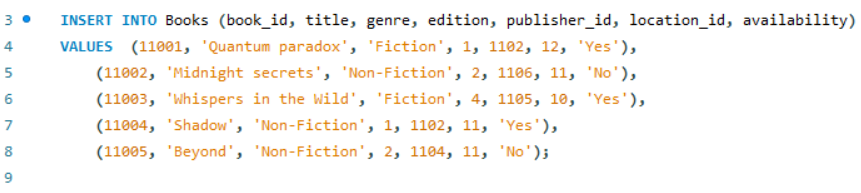 3 INSERT INTO Books (book_id, title, genre, edition, publisher_id, location_id, availability)
4 VALUES (11001, 'Quantum paradox', 'Fiction', 1, 1102, 12, 'Yes'),
5 (11002, 'Midnight secrets', 'Non-Fiction', 2, 1106, 11, 'No'),
6 (11003, 'Whispers in the Wild', 'Fiction', 4, 1105, 10, 'Yes'),
7 (11004, 'Shadow', 'Non-Fiction', 1, 1102, 11, 'Yes'),
8 (11005, 'Beyond', 'Non-Fiction', 2, 1104, 11, 'No');
9